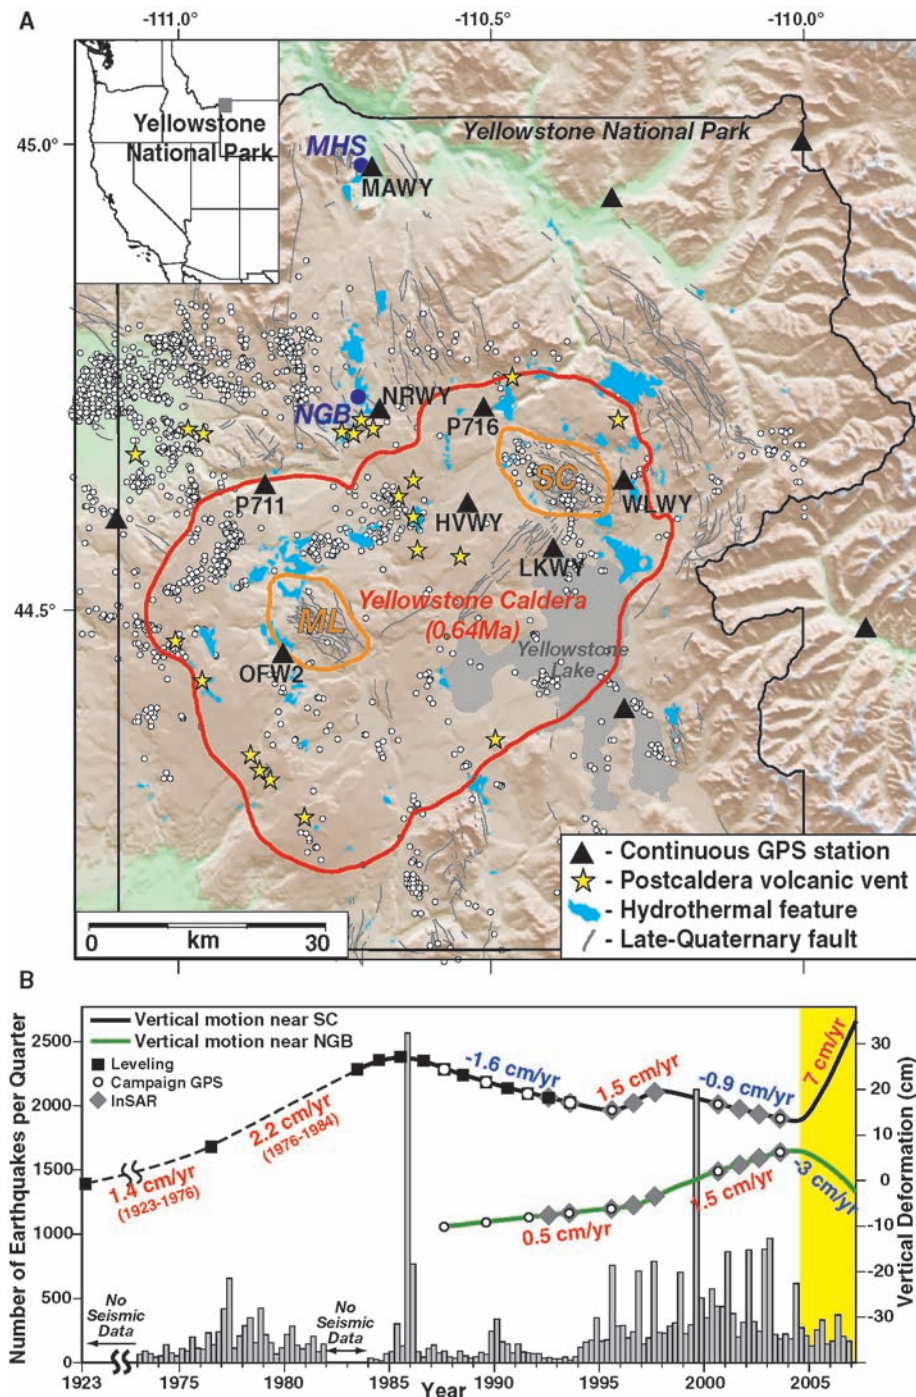 A
-111.0°
-110.5°
-110.0°
45.0°
44.5°
Yellowstone
National Park
Yellowstone National Park
MHS
MAWY
NGB
NRWY
P716
SC
P711
HVWY
WLWY
LKWY
ML
Yellowstone Caldera
(0.64Ma)
Yellowstone
Lake
OFW2
- Continuous GPS station
- Postcaldera volcanic vent
- Hydrothermal feature
- Late-Quaternary fault
0 30
km
B
Number of Earthquakes per Quarter
2500
2000
1500
1000
500
0
Vertical motion near SC
Vertical motion near NGB
Leveling
Campaign GPS
InSAR
1.4 cm/yr
(1923-1976)
2.2 cm/yr
(1976-1984)
-1.6 cm/yr
1.5 cm/yr
-0.9 cm/yr
7 cm/yr
0.5 cm/yr
1.5 cm/yr
-3 cm/yr
No
Seismic
Data
No
Seismic
Data
30
20
10
0
-10
-20
-30
Vertical Deformation (cm)
1923 1975 1980 1985 1990 1995 2000 2005
Year